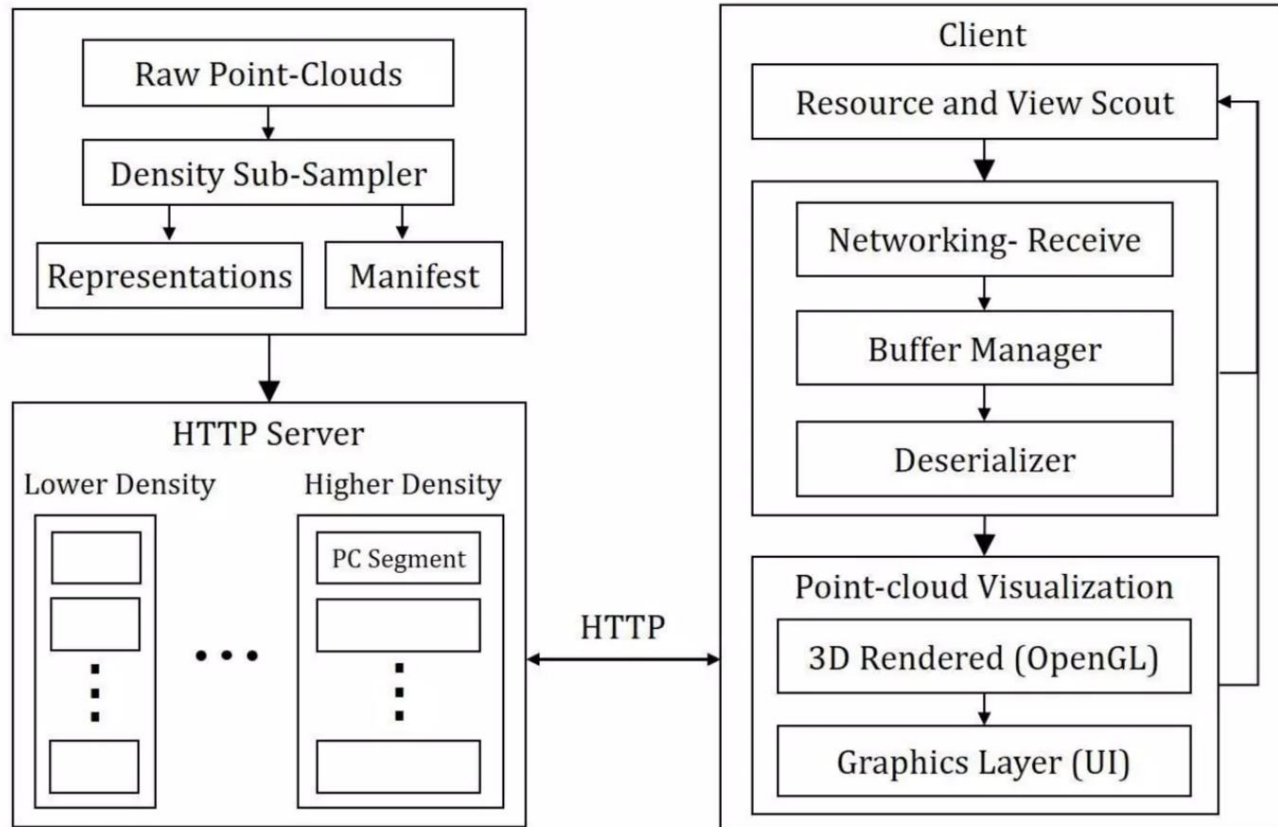 Raw Point-Clouds
Density Sub-Sampler
Representations
Manifest
HTTP Server
Lower Density
Higher Density
PC Segment
HTTP
Client
Resource and View Scout
Networking- Receive
Buffer Manager
Deserializer
Point-cloud Visualization
3D Rendered (OpenGL)
Graphics Layer (UI)